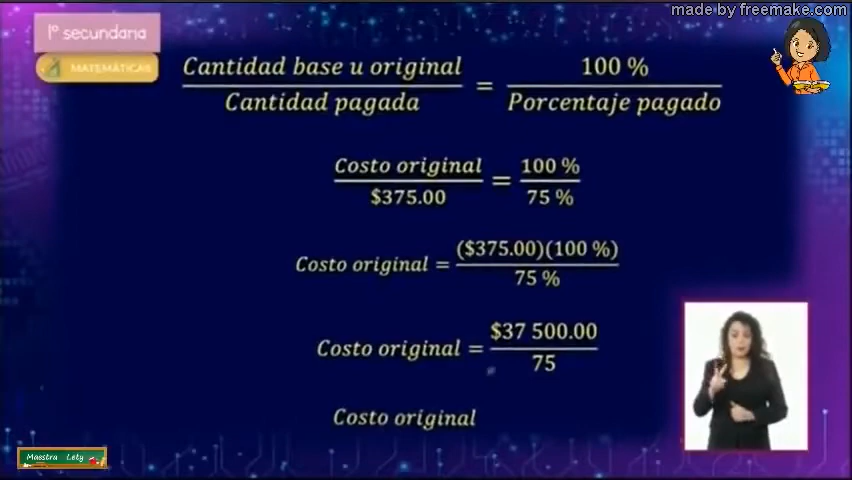 made by freemake.com
1° secundaria
MATEMÁTICAS
Cantidad base u original / Cantidad pagada = 100 % / Porcentaje pagado
Costo original / $375.00 = 100 % / 75 %
Costo original = ($375.00)(100 %) / 75 %
Costo original = $37 500.00 / 75
Costo original
Maestra Lety